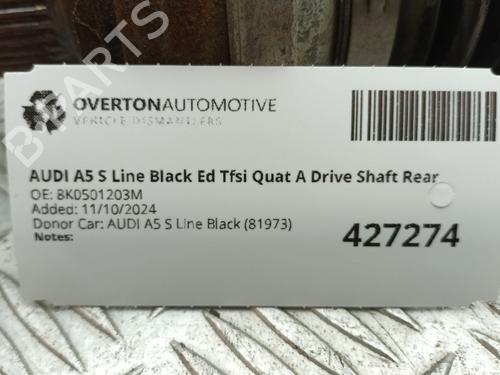 OVERTONAUTOMOTIVE
VEHICLE DISMANTLERS
AUDI A5 S Line Black Ed Tfsi Quat A Drive Shaft Rear
OE: 8K0501203M
Added: 11/10/2024
Donor Car: AUDI A5 S Line Black (81973)
Notes:
427274
B PARTS